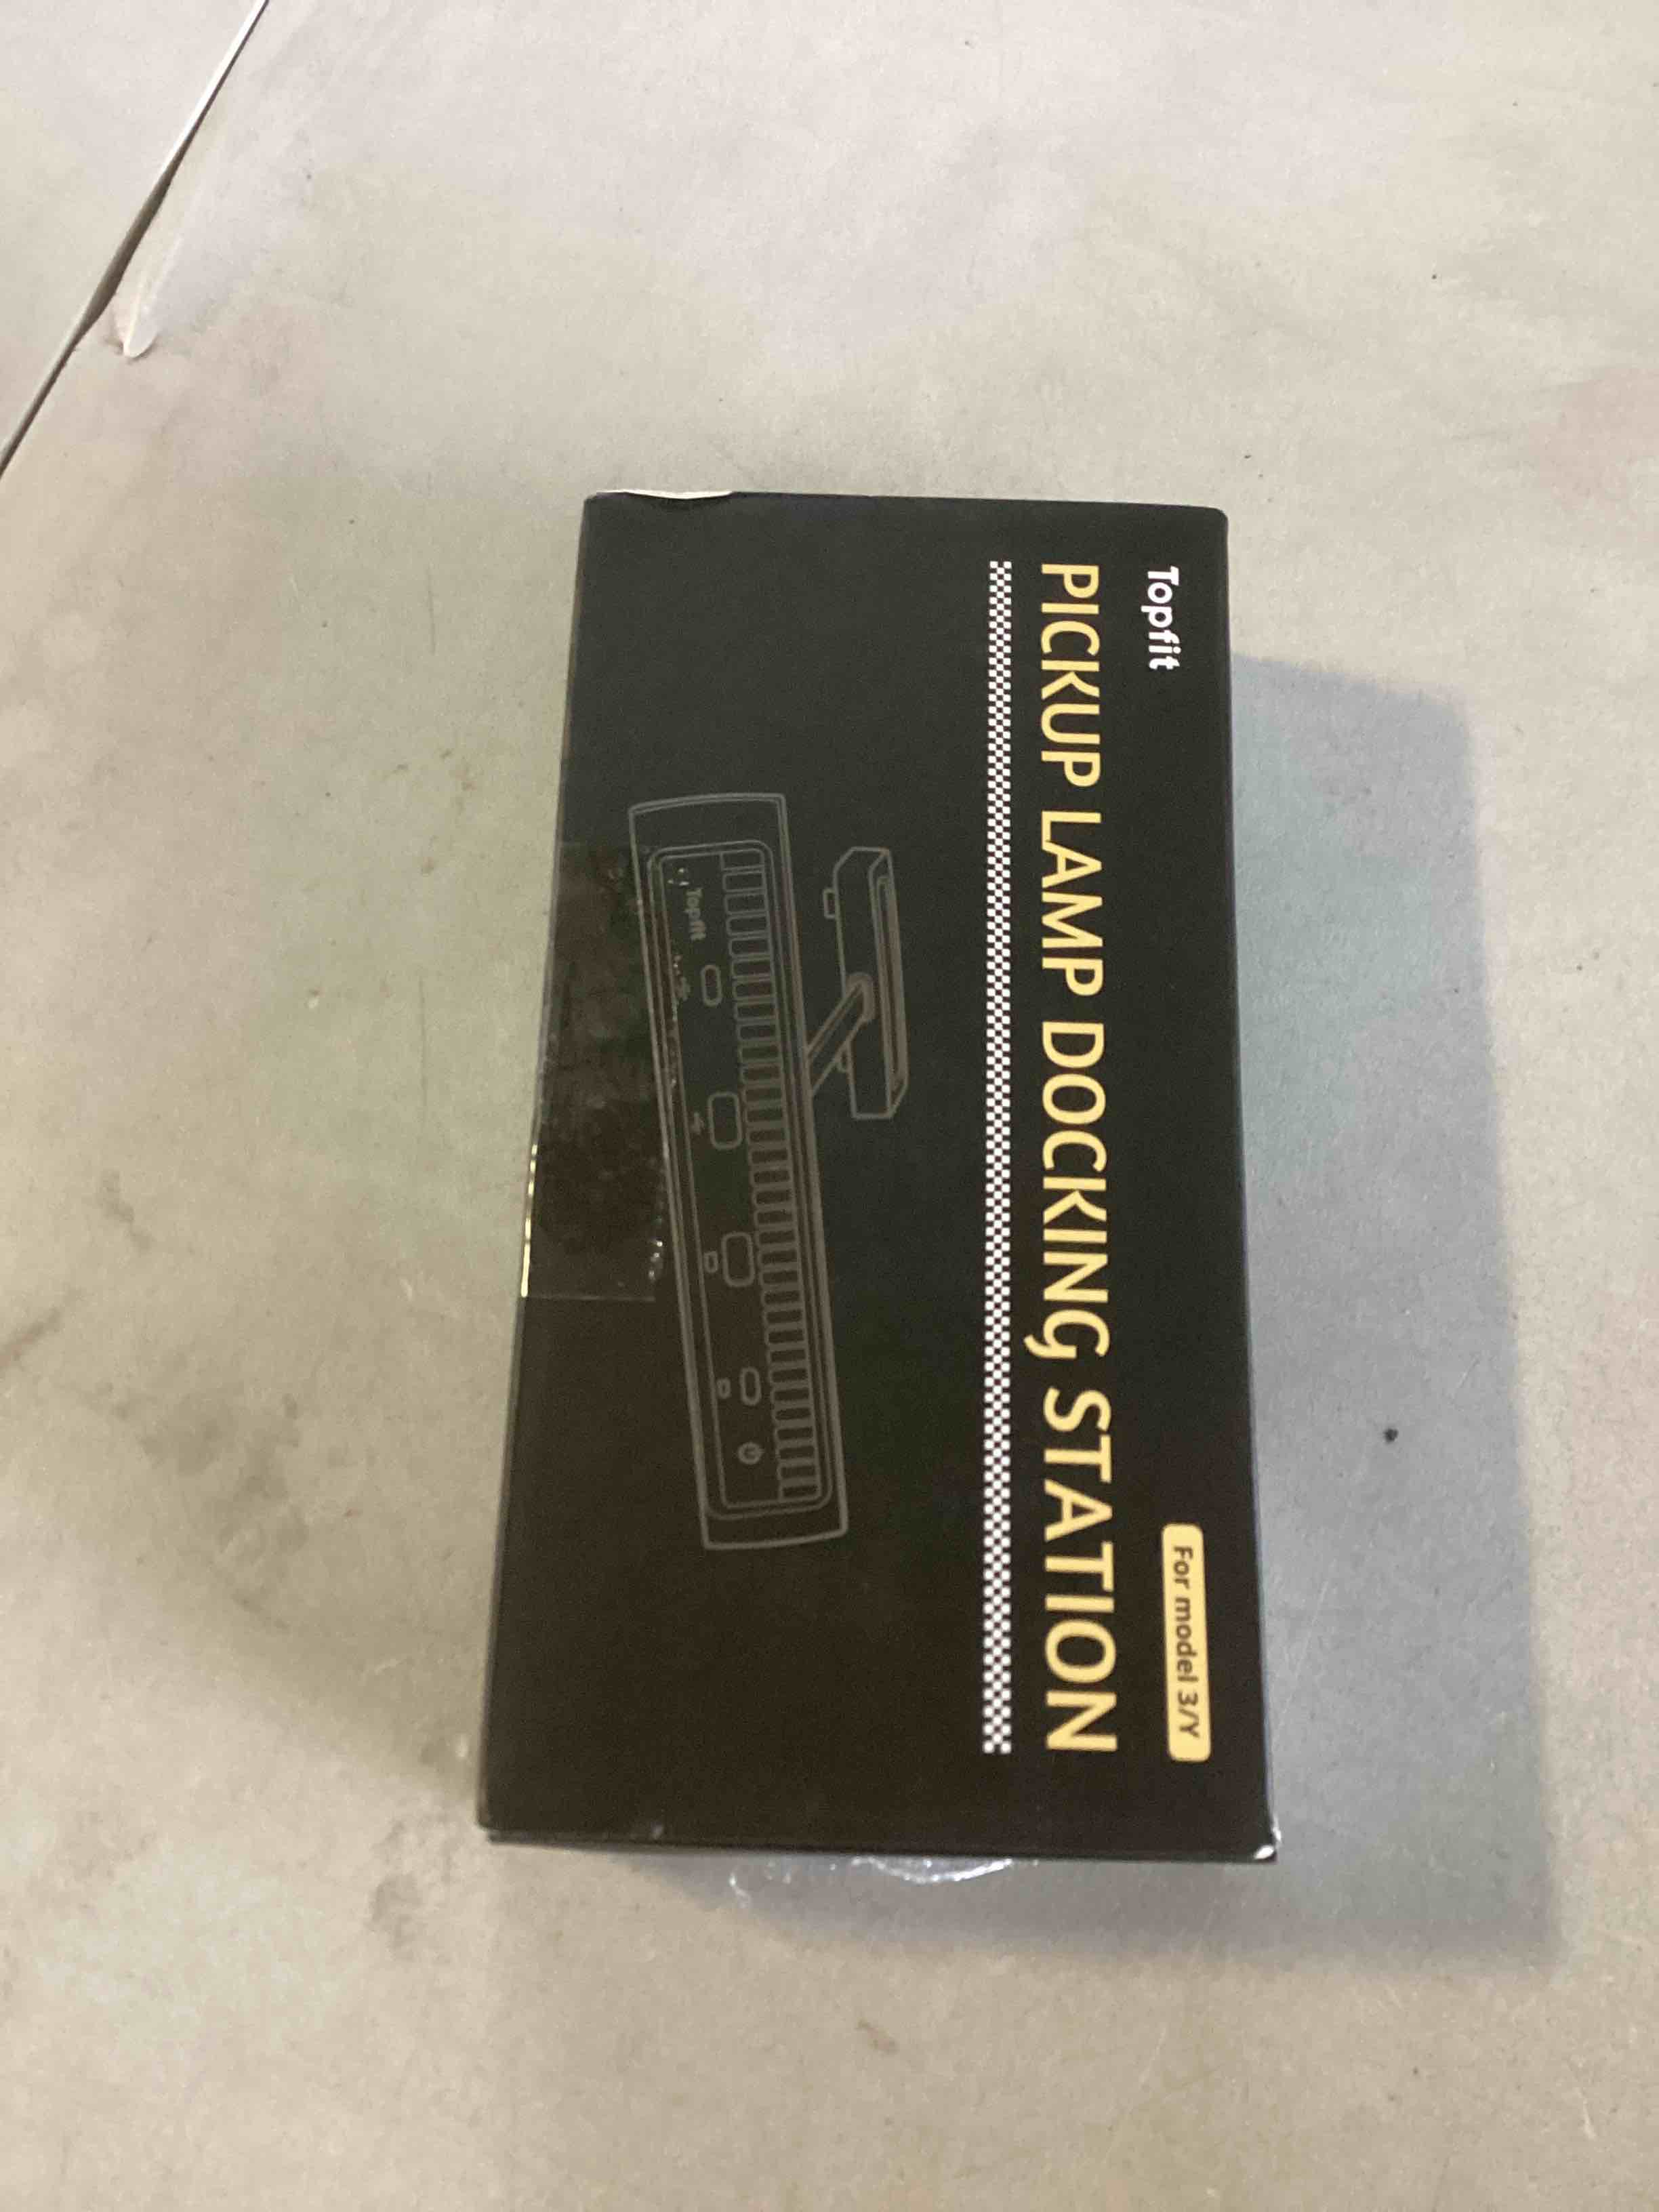 Topfit
For model 3/Y
PICKUP LAMP DOCKING STATION
Topfit